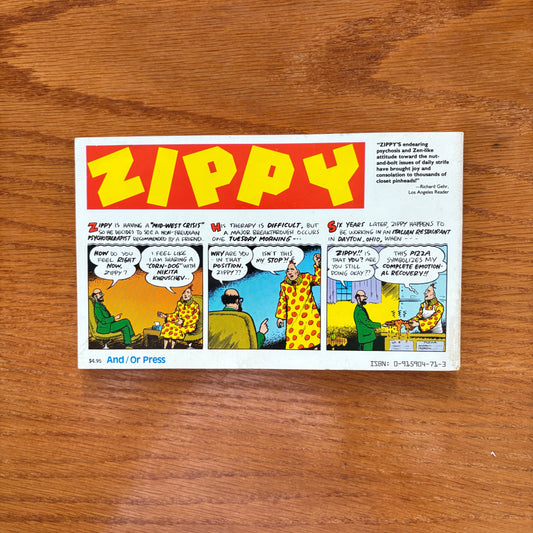 ZIPPY
"ZIPPY'S endearing
psychosis and Zen-like
attitude toward the nut-
and-bolt issues of daily strife
have brought joy and
consolation to thousands of
closet pinheads!"
—Richard Gehr,
Los Angeles Reader
ZIPPY IS HAVING A "MID-WEST CRISIS"
SO HE DECIDES TO SEE A NON-FREUDIAN
PSYCHOTHERAPIST RECOMMENDED BY A FRIEND.
HOW DO YOU
FEEL RIGHT
NOW,
ZIPPY?
I FEEL LIKE
I AM SHARING A
"CORN-DOG" WITH
NIKITA
KHRUSCHEV..
HIS THERAPY IS DIFFICULT, BUT
A MAJOR BREAKTHROUGH OCCURS
ONE TUESDAY MORNING---
WHY ARE YOU
IN THAT
POSITION,
ZIPPY??
ISN'T THIS
MY STOP?!
SIX YEARS LATER, ZIPPY HAPPENS TO
BE WORKING IN AN ITALIAN RESTAURANT
IN DAYTON, OHIO, WHEN ---
ZIPPY!! IS
THAT YOU? ARE
YOU STILL
DOING OKAY??
THIS PIZZA
SYMBOLIZES MY
COMPLETE EMOTION-
AL RECOVERY!!
$4.95 And/Or Press
ISBN: 0-915904-71-3